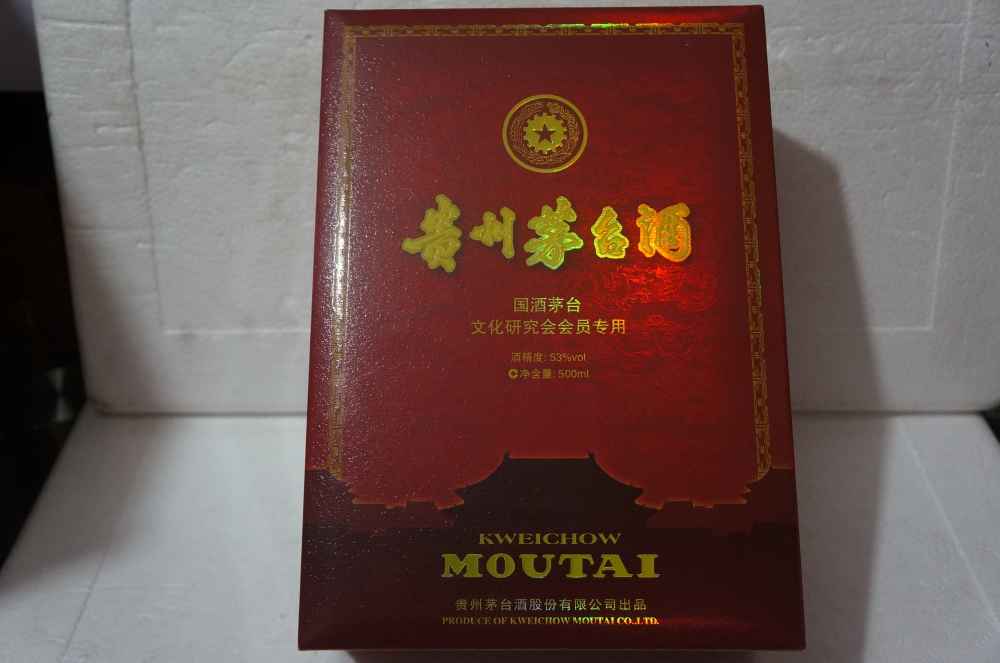 贵州茅台酒
国酒茅台
文化研究会会员专用
酒精度: 53%vol
C净含量: 500ml
KWEICHOW
MOUTAI
贵州茅台酒股份有限公司出品
PRODUCE OF KWEICHOW MOUTAI CO.,LTD.